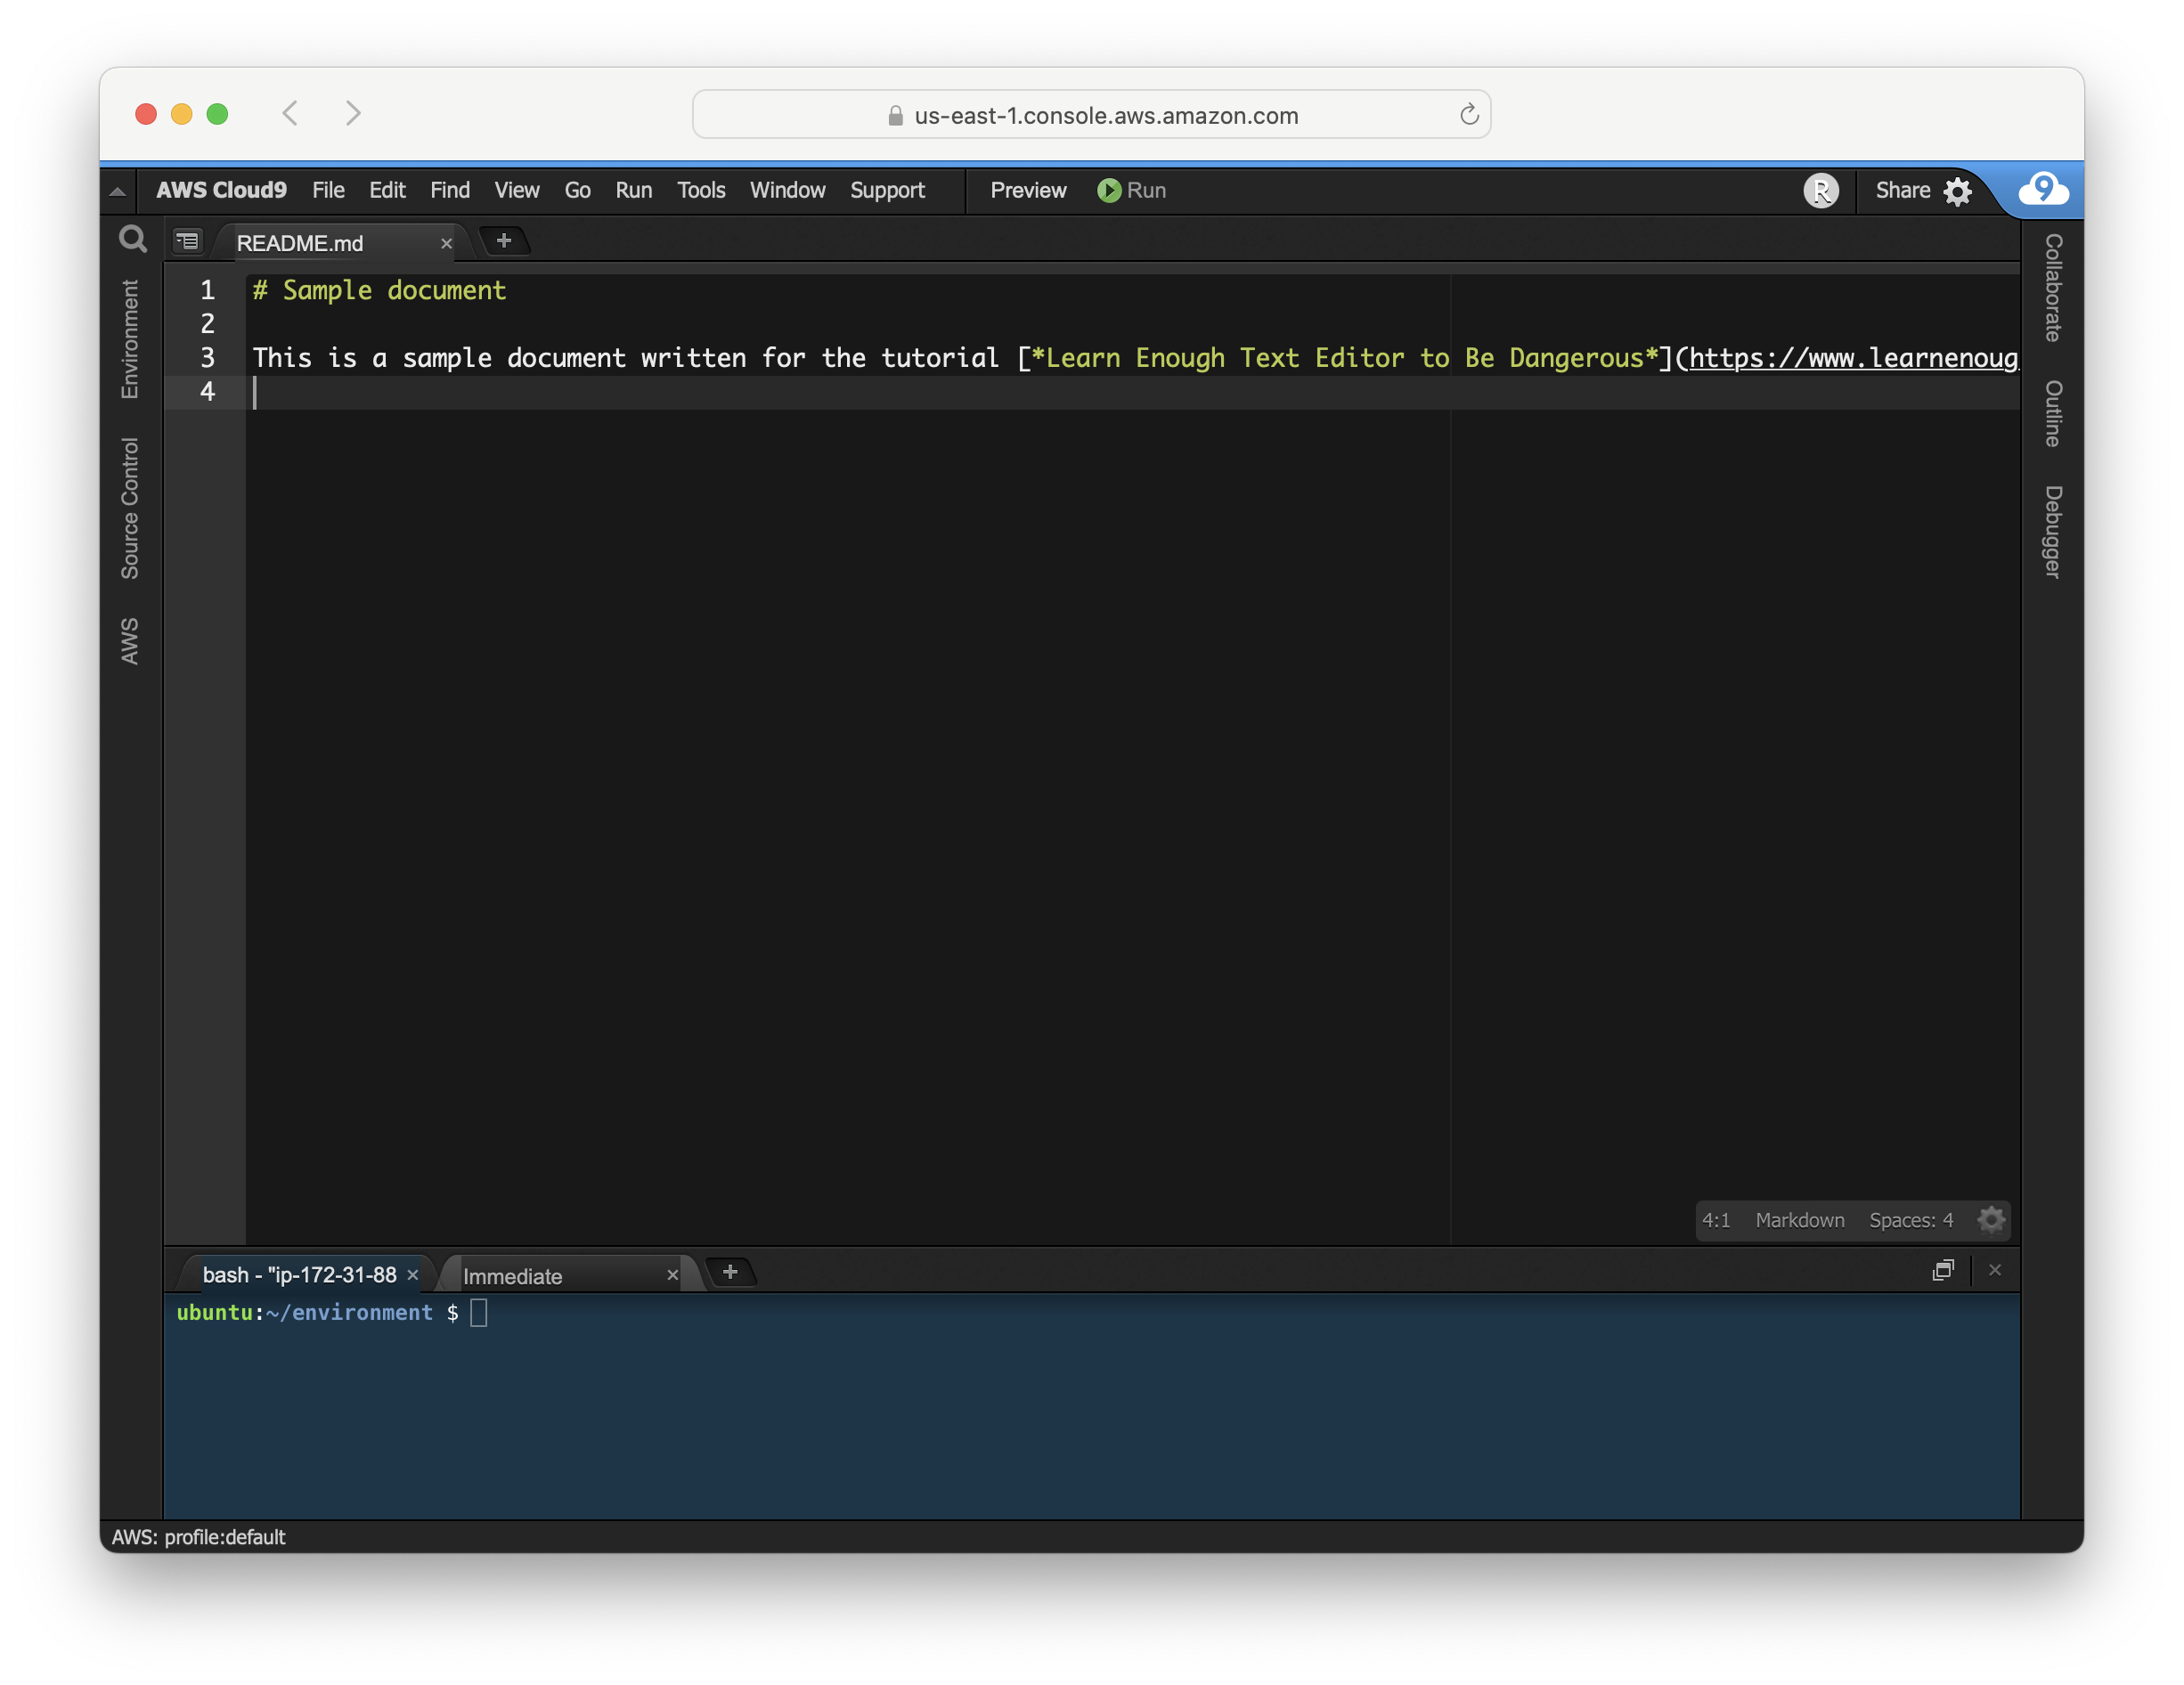 us-east-1.console.aws.amazon.com
AWS Cloud9 File Edit Find View Go Run Tools Window Support Preview Run R Share 9
README.md
Environment
Source Control
AWS
1 # Sample document
2
3 This is a sample document written for the tutorial [*Learn Enough Text Editor to Be Dangerous*](https://www.learnenoug
4
Collaborate
Outline
Debugger
4:1 Markdown Spaces: 4
bash - "ip-172-31-88 Immediate
ubuntu:~/environment $
AWS: profile:default